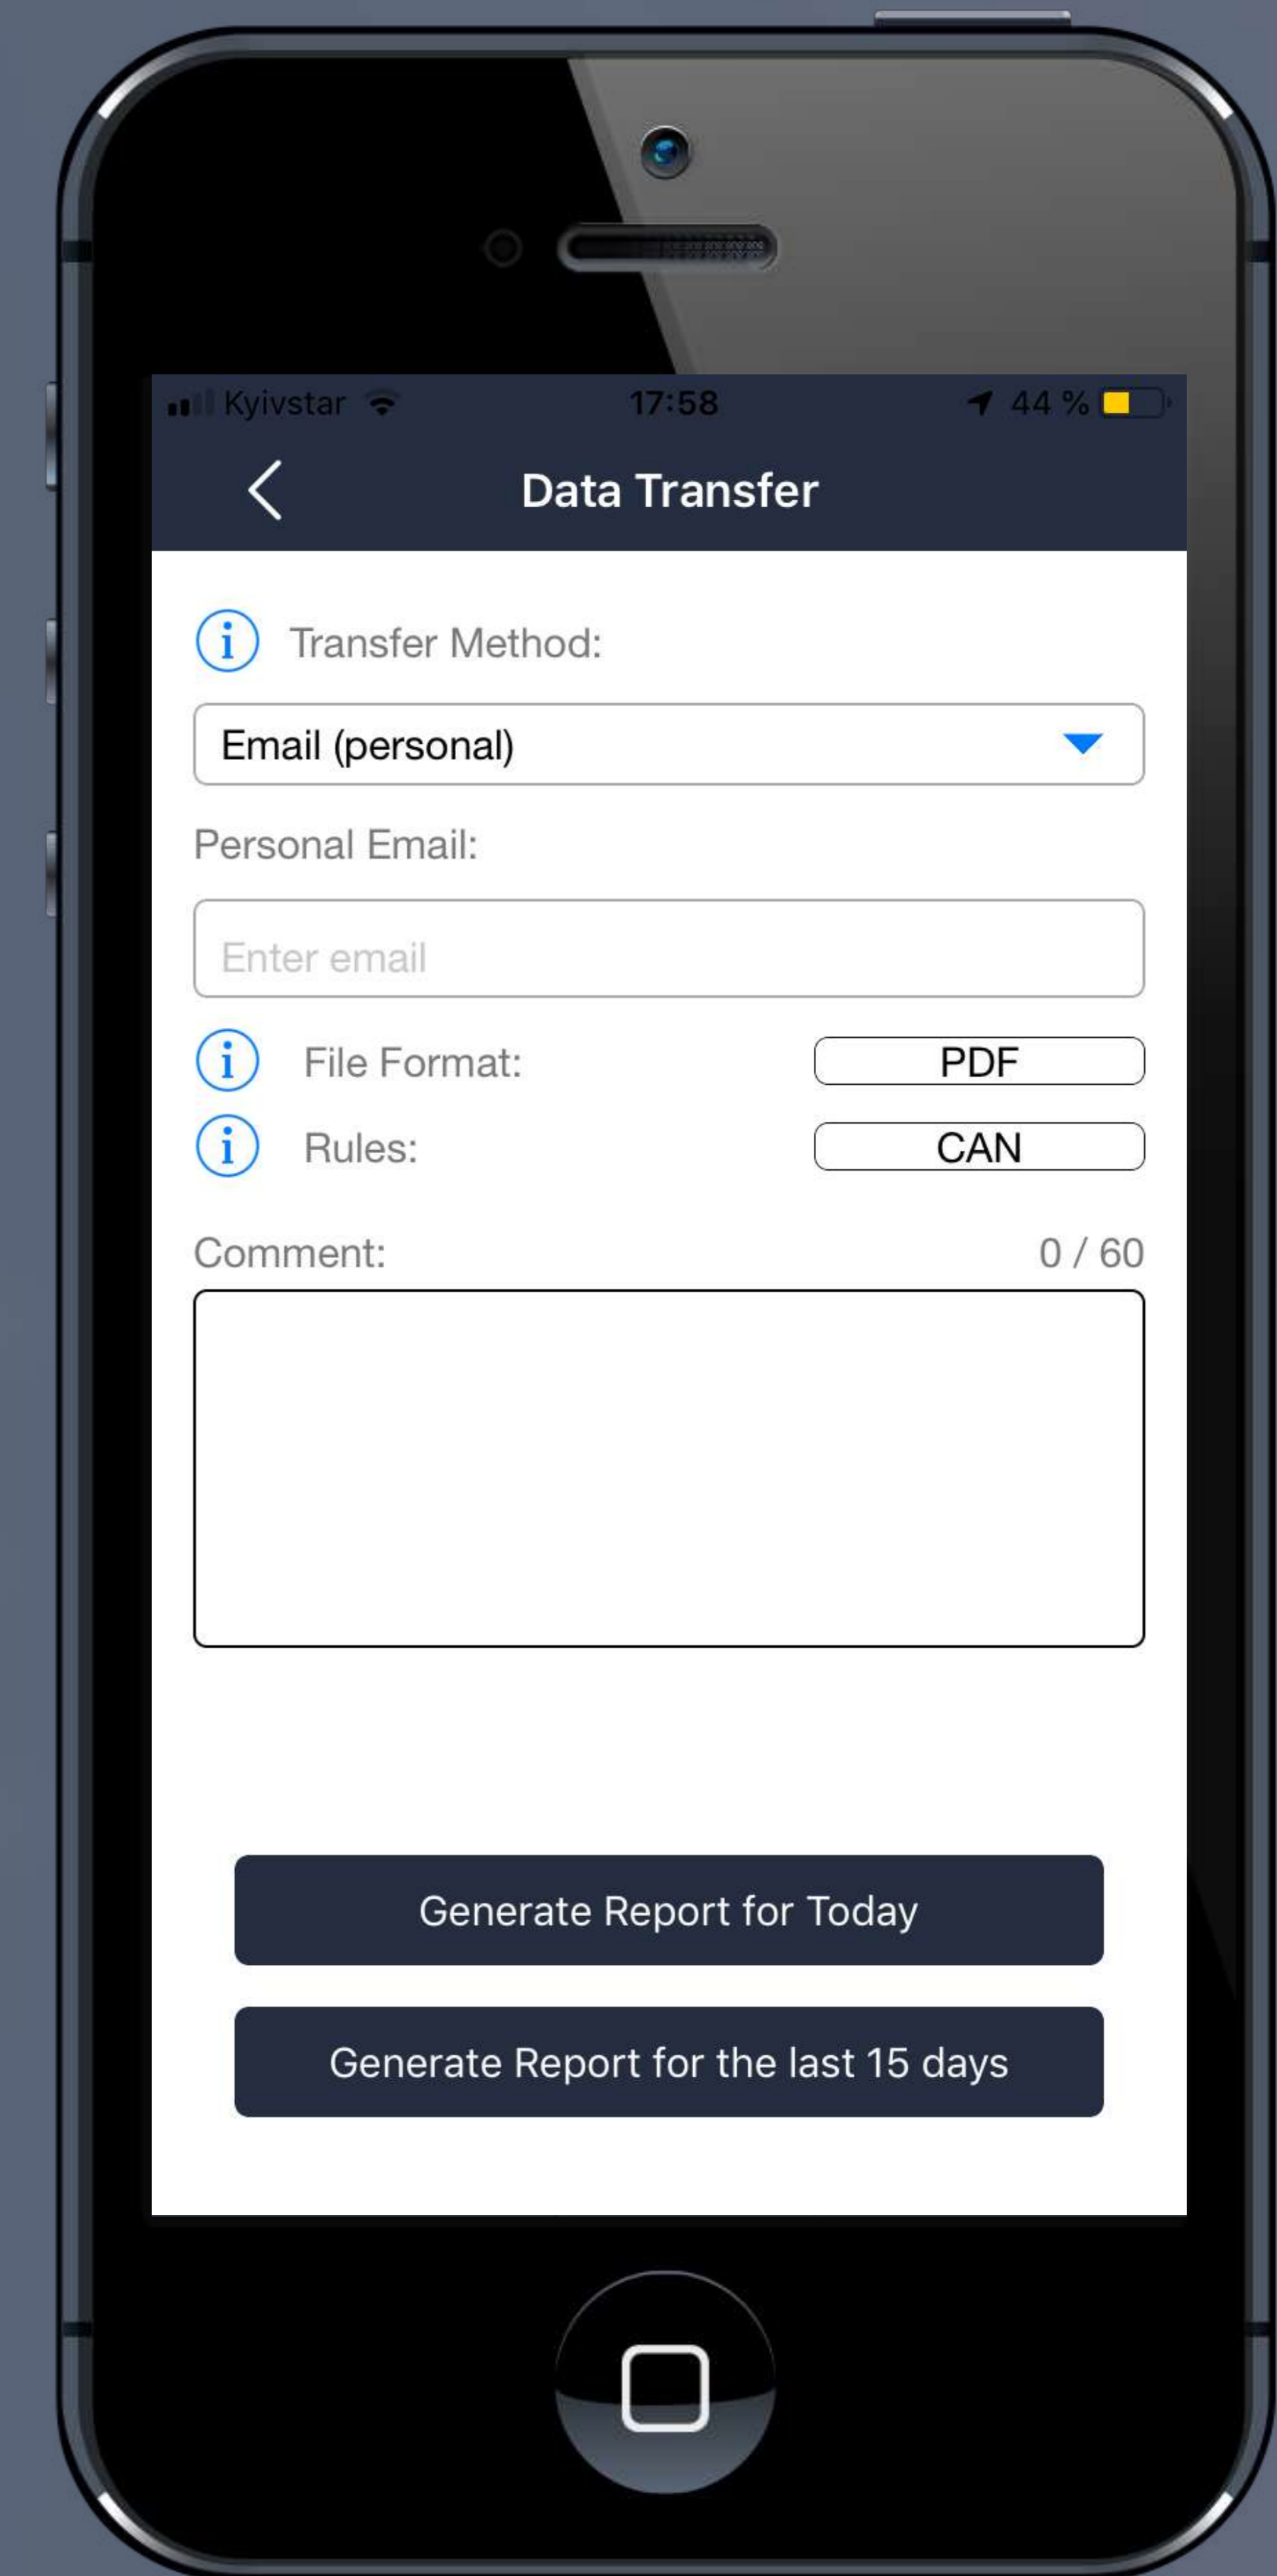 Kyivstar 17:58 44 %
Data Transfer
Transfer Method:
Email (personal)
Personal Email:
Enter email
File Format: PDF
Rules: CAN
Comment: 0 / 60
Generate Report for Today
Generate Report for the last 15 days